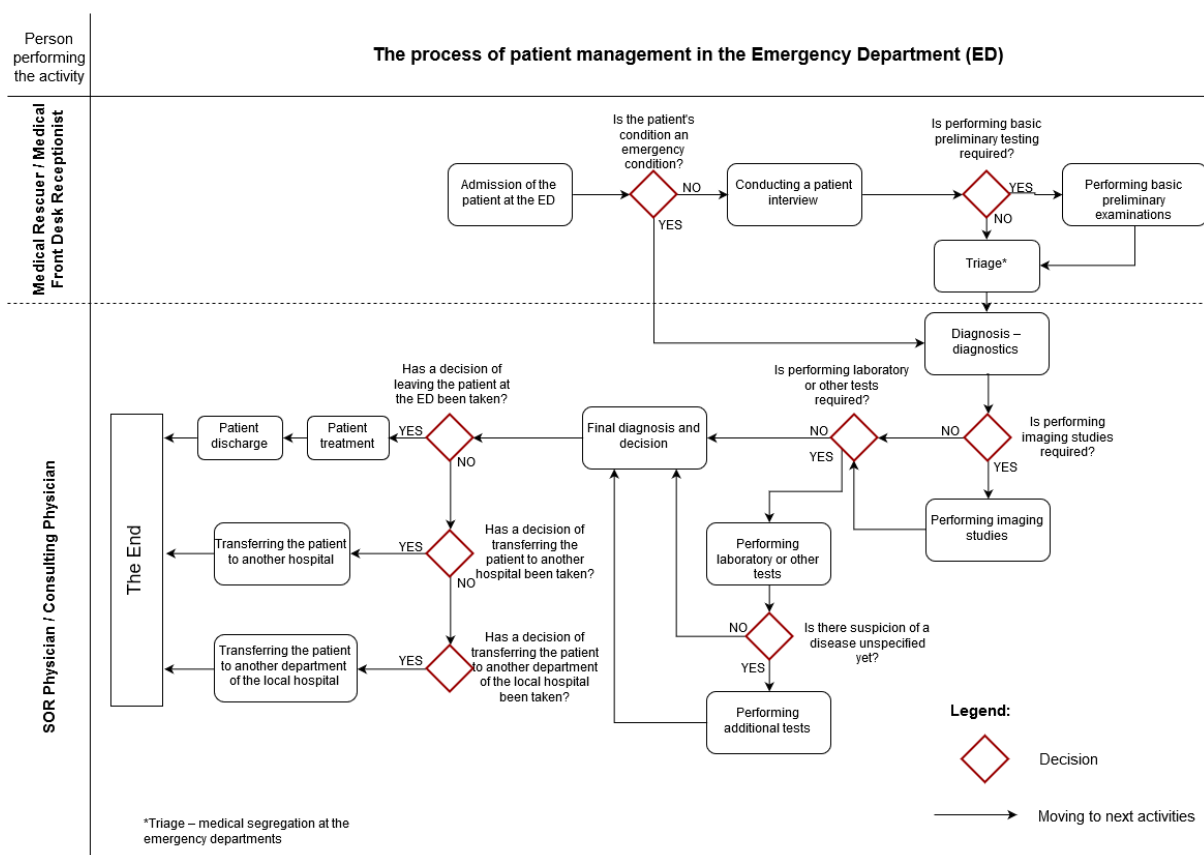 Person
performing
the activity
The process of patient management in the Emergency Department (ED)
Medical Rescuer / Medical
Front Desk Receptionist
Is the patient's
condition an
emergency
condition?
Is performing basic
preliminary testing
required?
Admission of the
patient at the ED
NO
YES
Conducting a patient
interview
YES
NO
Performing basic
preliminary
examinations
Triage*
SOR Physician / Consulting Physician
Diagnosis –
diagnostics
Has a decision of
leaving the patient at
the ED been taken?
Is performing laboratory
or other tests
required?
The End
Patient
discharge
Patient
treatment
YES
NO
Final diagnosis and
decision
NO
YES
NO
YES
Is performing
imaging studies
required?
Performing imaging
studies
Transferring the patient
to another hospital
YES
NO
Has a decision of
transferring the
patient to another
hospital been taken?
Performing
laboratory or other
tests
NO
YES
Is there suspicion of a
disease unspecified
yet?
Transferring the patient
to another department
of the local hospital
YES
Has a decision of
transferring the patient
to another department
of the local hospital
been taken?
Performing
additional tests
Legend:
Decision
Moving to next activities
*Triage – medical segregation at the
emergency departments